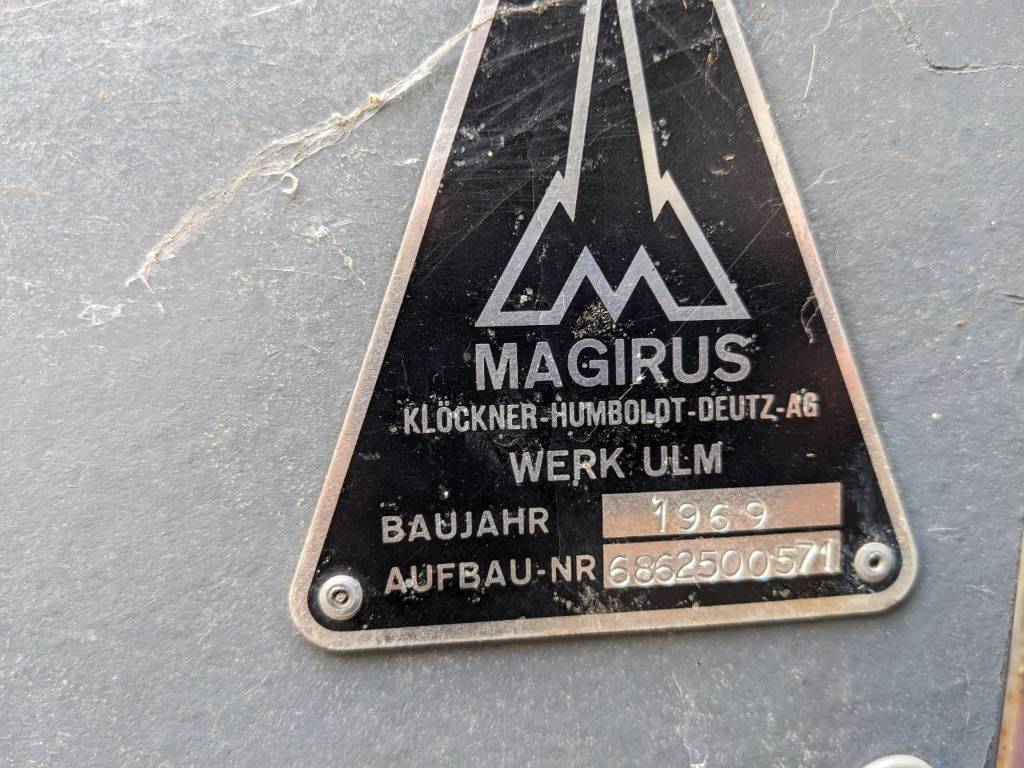 MAGIRUS
KLÖCKNER-HUMBOLDT-DEUTZ-AG
WERK ULM
BAUJAHR 1969
AUFBAU-NR 6862500571